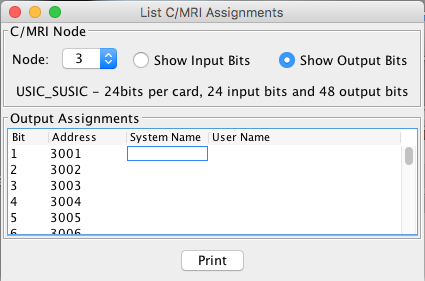 List C/MRI Assignments
C/MRI Node
Node: 3 Show Input Bits Show Output Bits
USIC_SUSIC - 24bits per card, 24 input bits and 48 output bits
Output Assignments
Bit Address System Name User Name
1 3001
2 3002
3 3003
4 3004
5 3005
6 3006
Print